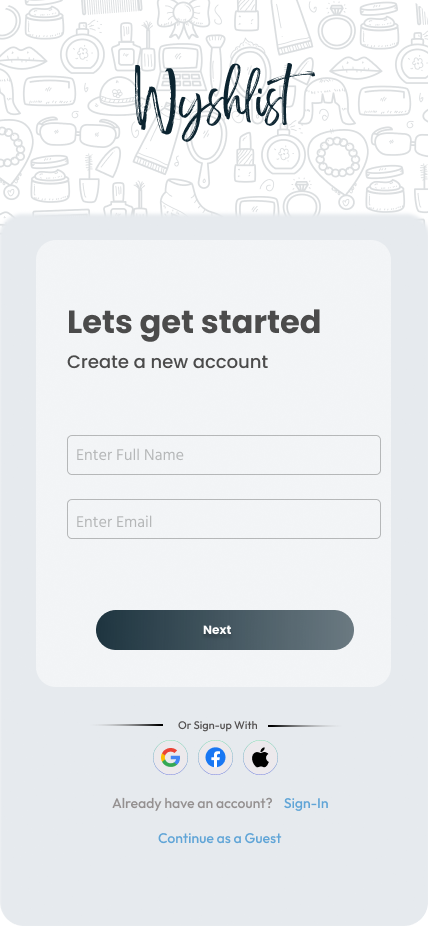 Wyshlist
Lets get started
Create a new account
Enter Full Name
Enter Email
Next
Or Sign-up With
Already have an account? Sign-In
Continue as a Guest